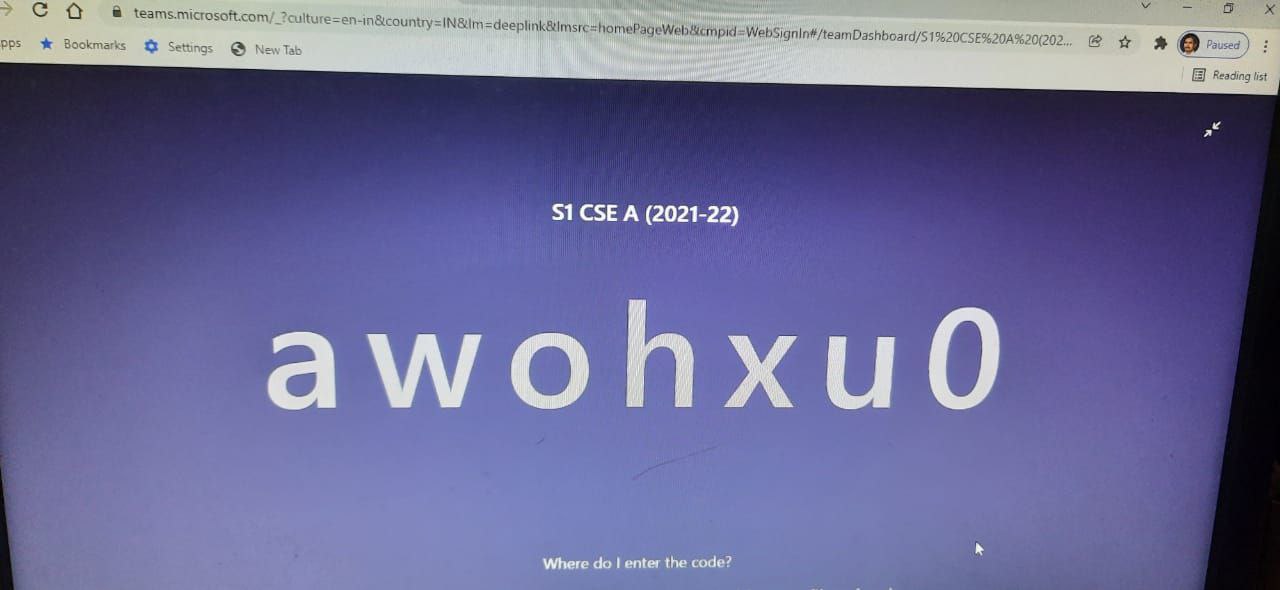 teams.microsoft.com/_?culture=en-in&country=IN&lm=deeplink&lmsrc=homePageWeb&cmpid=WebSignIn#/teamDashboard/S1%20CSE%20A%20(202...
Paused
pps Bookmarks Settings New Tab
Reading list
S1 CSE A (2021-22)
awohxu0
Where do I enter the code?